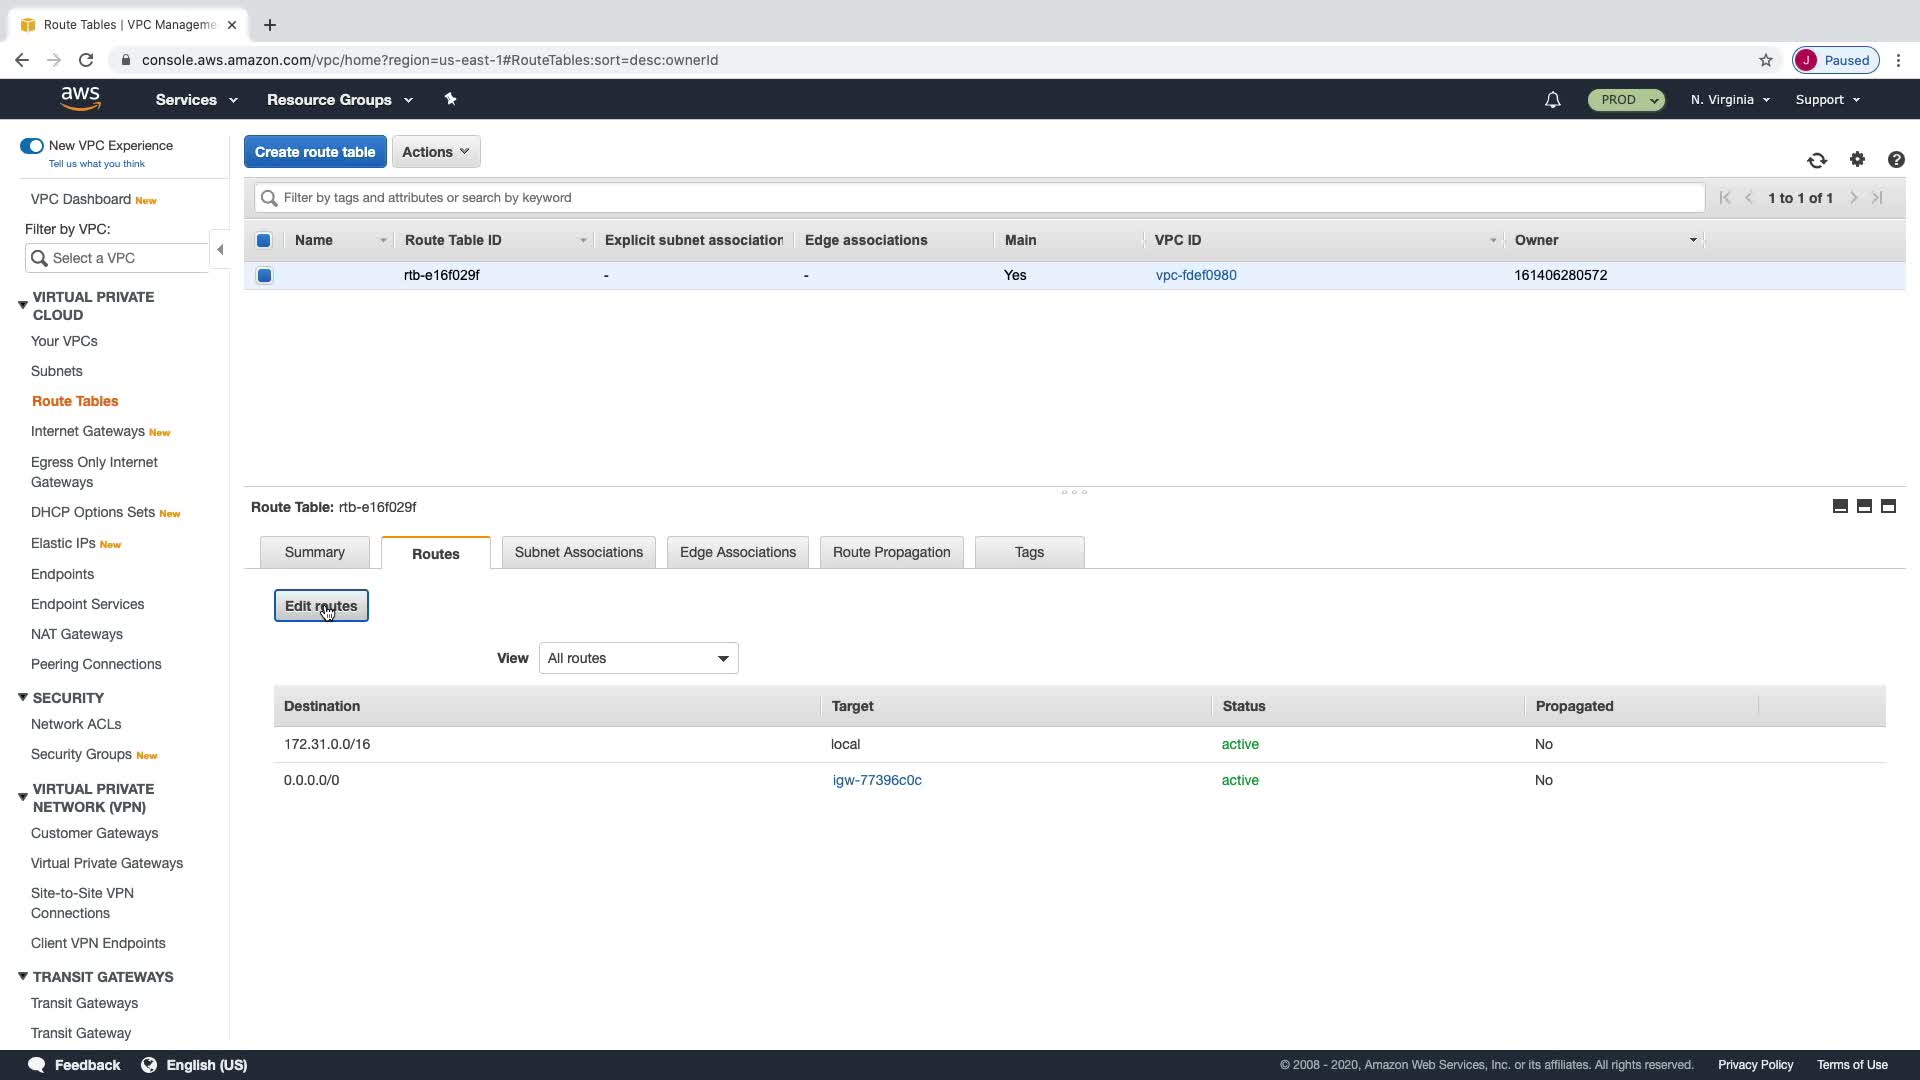 Route Tables | VPC Manageme
console.aws.amazon.com/vpc/home?region=us-east-1#RouteTables:sort=desc:ownerId
J Paused
aws Services Resource Groups PROD N. Virginia Support
New VPC Experience
Tell us what you think
VPC Dashboard New
Filter by VPC:
Select a VPC
VIRTUAL PRIVATE
CLOUD
Your VPCs
Subnets
Route Tables
Internet Gateways New
Egress Only Internet
Gateways
DHCP Options Sets New
Elastic IPs New
Endpoints
Endpoint Services
NAT Gateways
Peering Connections
SECURITY
Network ACLs
Security Groups New
VIRTUAL PRIVATE
NETWORK (VPN)
Customer Gateways
Virtual Private Gateways
Site-to-Site VPN
Connections
Client VPN Endpoints
TRANSIT GATEWAYS
Transit Gateways
Transit Gateway
Create route table Actions
Filter by tags and attributes or search by keyword 1 to 1 of 1
Name Route Table ID Explicit subnet association Edge associations Main VPC ID Owner
rtb-e16f029f - - Yes vpc-fdef0980 161406280572
Route Table: rtb-e16f029f
Summary Routes Subnet Associations Edge Associations Route Propagation Tags
Edit routes
View All routes
Destination Target Status Propagated
172.31.0.0/16 local active No
0.0.0.0/0 igw-77396c0c active No
Feedback English (US) © 2008 - 2020, Amazon Web Services, Inc. or its affiliates. All rights reserved. Privacy Policy Terms of Use